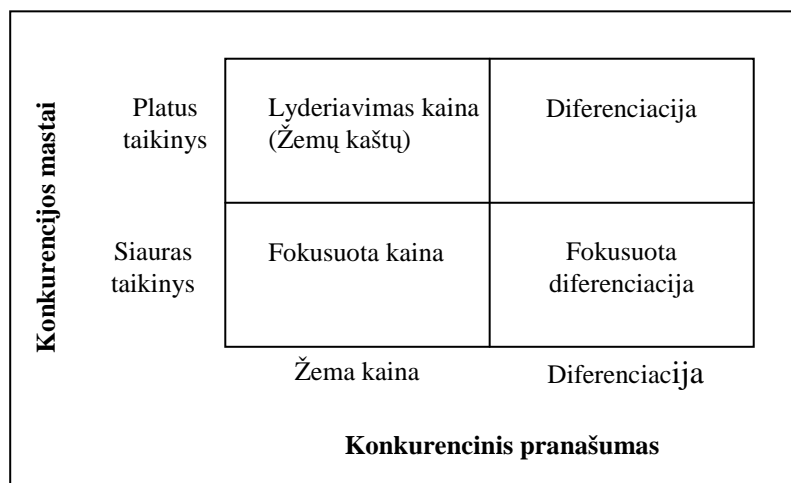 Konkurencijos mastai
Platus
taikinys
Lyderiavimas kaina
(Žemų kaštų)
Diferenciacija
Siauras
taikinys
Fokusuota kaina
Fokusuota
diferenciacija
Žema kaina
Diferenciacija
Konkurencinis pranašumas